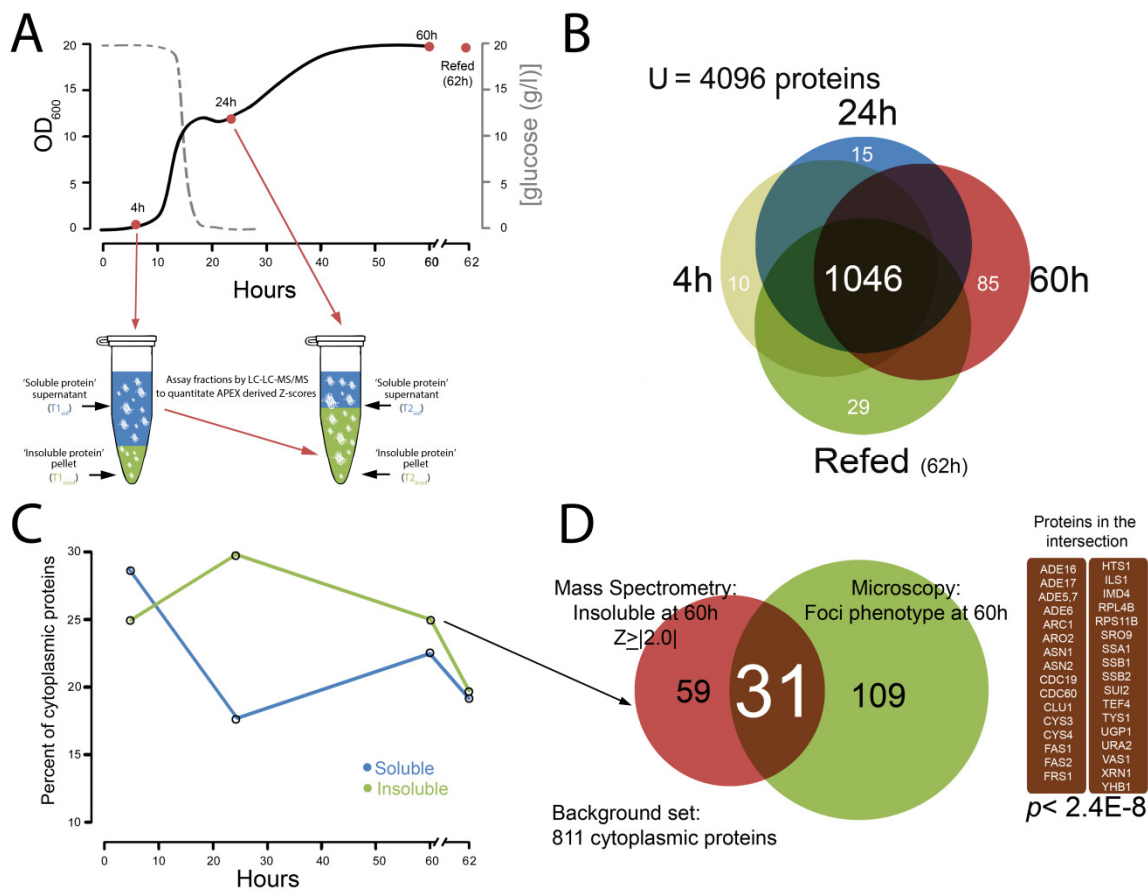 A
20
15
10
5
0
OD600
4h
24h
60h
Refed
(62h)
20
15
10
5
0
[glucose (g/l)]
0
10
20
30
40
50
60
62
Hours
'Soluble protein'
supernatant
(T1sol)
'Insoluble protein'
pellet
(T1insol)
Assay fractions by LC-LC-MS/MS
to quantitate APEX derived Z-scores
'Soluble protein'
supernatant
(T2sol)
'Insoluble protein'
pellet
(T2insol)
B
U = 4096 proteins
24h
15
4h
10
1046
85
60h
29
Refed (62h)
C
30
25
20
15
10
Percent of cytoplasmic proteins
Soluble
Insoluble
0
10
20
30
40
50
60
62
Hours
D
Mass Spectrometry:
Insoluble at 60h
Z≥|2.0|
Microscopy:
Foci phenotype at 60h
59
31
109
Background set:
811 cytoplasmic proteins
Proteins in the
intersection
ADE16
ADE17
ADE5,7
ADE6
ARC1
ARO2
ASN1
ASN2
CDC19
CDC60
CLU1
CYS3
CYS4
FAS1
FAS2
FRS1
HTS1
ILS1
IMD4
RPL4B
RPS11B
SRO9
SSA1
SSB1
SSB2
SUI2
TEF4
TYS1
UGP1
URA2
VAS1
XRN1
YHB1
p< 2.4E-8